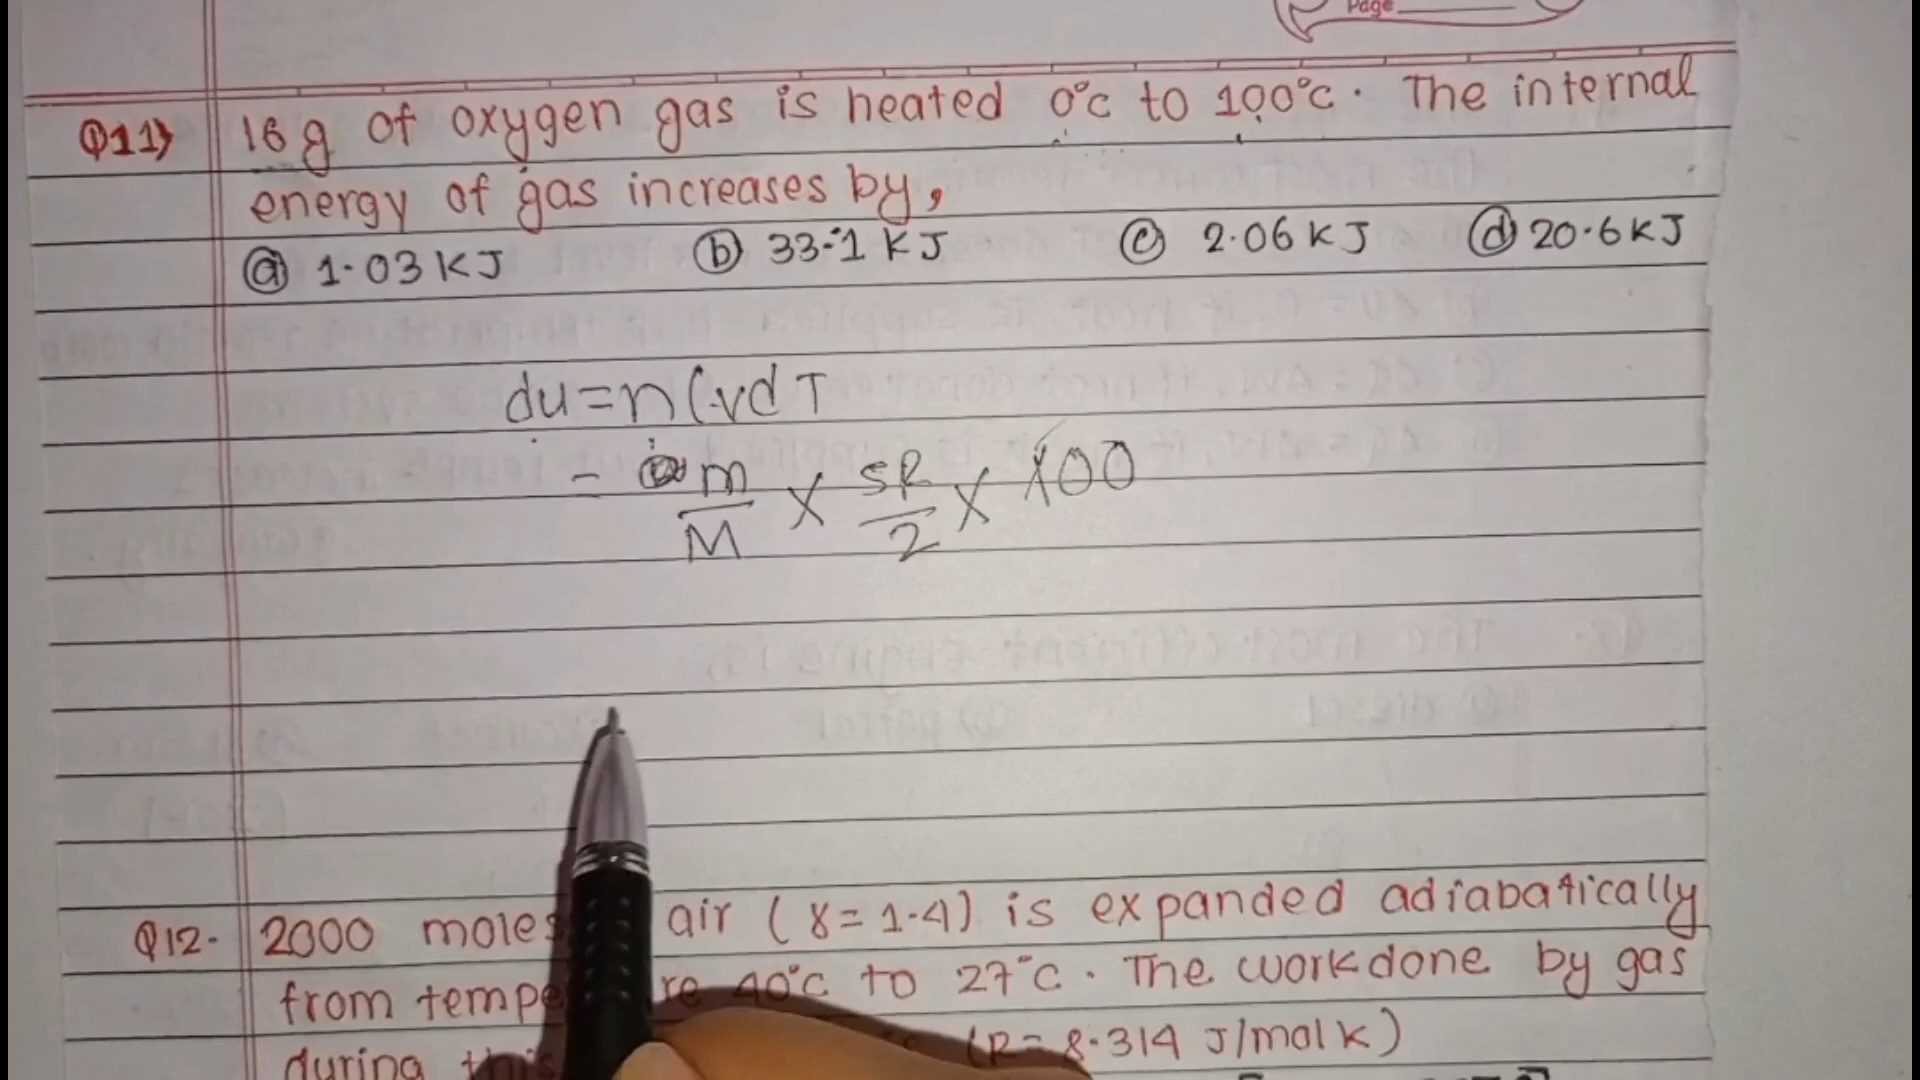 Page
Q11) 16 g of oxygen gas is heated 0°c to 100°c. The internal
energy of gas increases by,
(a) 1.03 KJ (b) 33.1 KJ (c) 2.06 KJ (d) 20.6 KJ
du = nCvdT
= m/M × 5R/2 × 100
Q12- 2000 moles air (γ = 1.4) is expanded adiabatically
from 40°c to 27°C. The workdone by gas
during (R = 8.314 J/mol k)